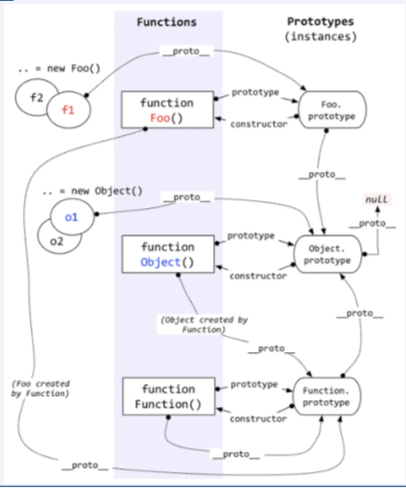 Functions
Prototypes
(instances)
.. = new Foo()
__proto__
f2
f1
function
Foo()
prototype
constructor
Foo.
prototype
__proto__
null
.. = new Object()
__proto__
__proto__
o1
o2
function
Object()
prototype
constructor
Object.
prototype
(Object created by
Function)
__proto__
__proto__
(Foo created
by Function)
function
Function()
prototype
constructor
Function.
prototype
__proto__
__proto__